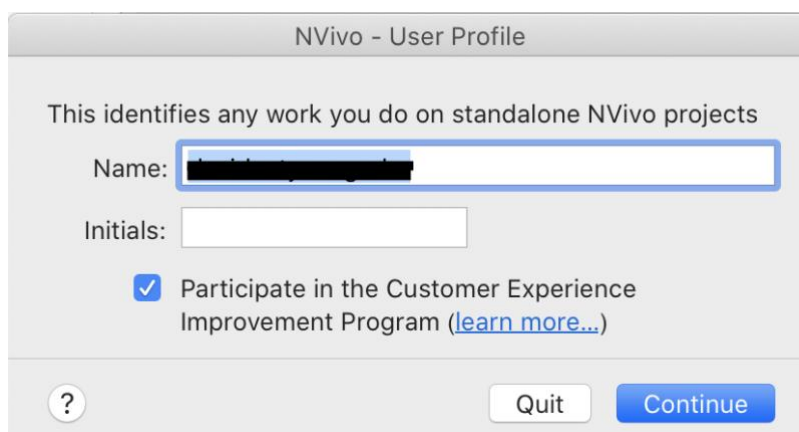 NVivo - User Profile
This identifies any work you do on standalone NVivo projects
Name:
Initials:
Participate in the Customer Experience
Improvement Program (learn more...)
?
Quit
Continue